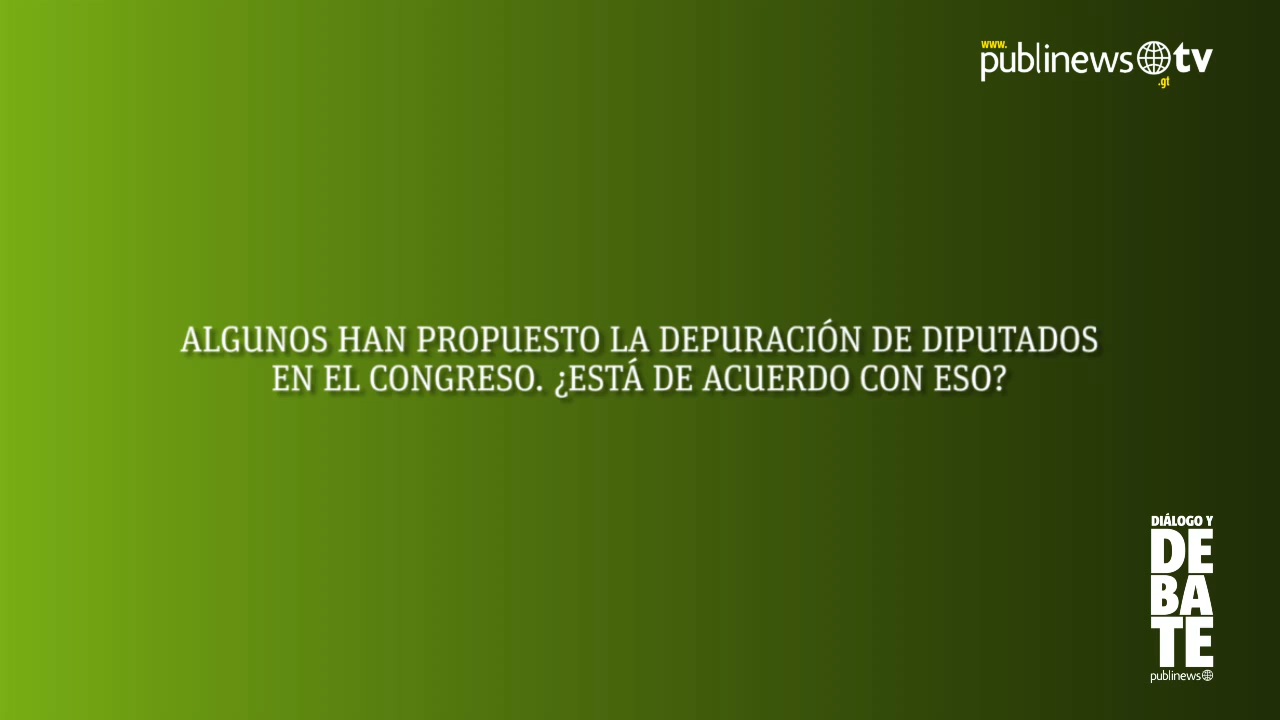 www.
publinews tv
.gt
ALGUNOS HAN PROPUESTO LA DEPURACIÓN DE DIPUTADOS
EN EL CONGRESO. ¿ESTÁ DE ACUERDO CON ESO?
DIÁLOGO Y
DE
BA
TE
publinews